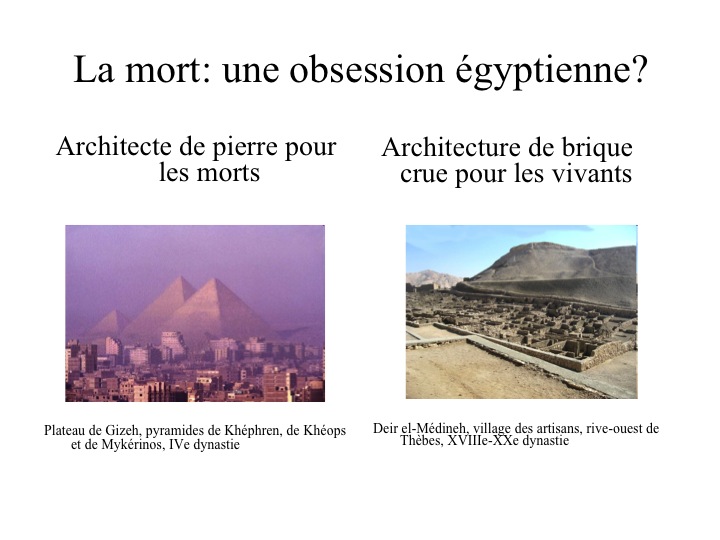 La mort: une obsession égyptienne?
Architecte de pierre pour
les morts
Architecture de brique
crue pour les vivants
Plateau de Gizeh, pyramides de Khéphren, de Khéops
et de Mykérinos, IVe dynastie
Deir el-Médineh, village des artisans, rive-ouest de
Thèbes, XVIIIe-XXe dynastie